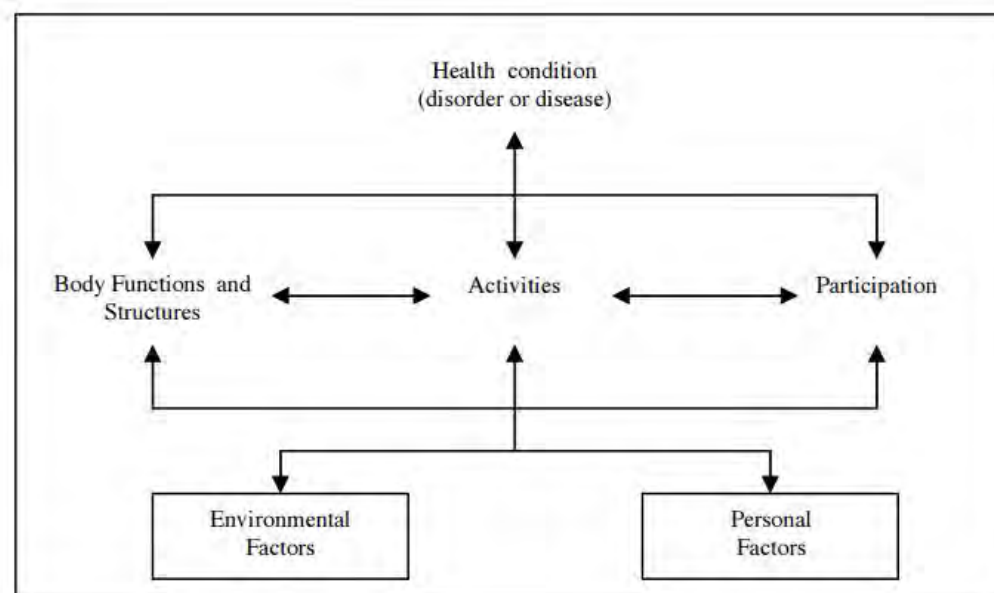 Health condition
(disorder or disease)
Body Functions and
Structures
Activities
Participation
Environmental
Factors
Personal
Factors